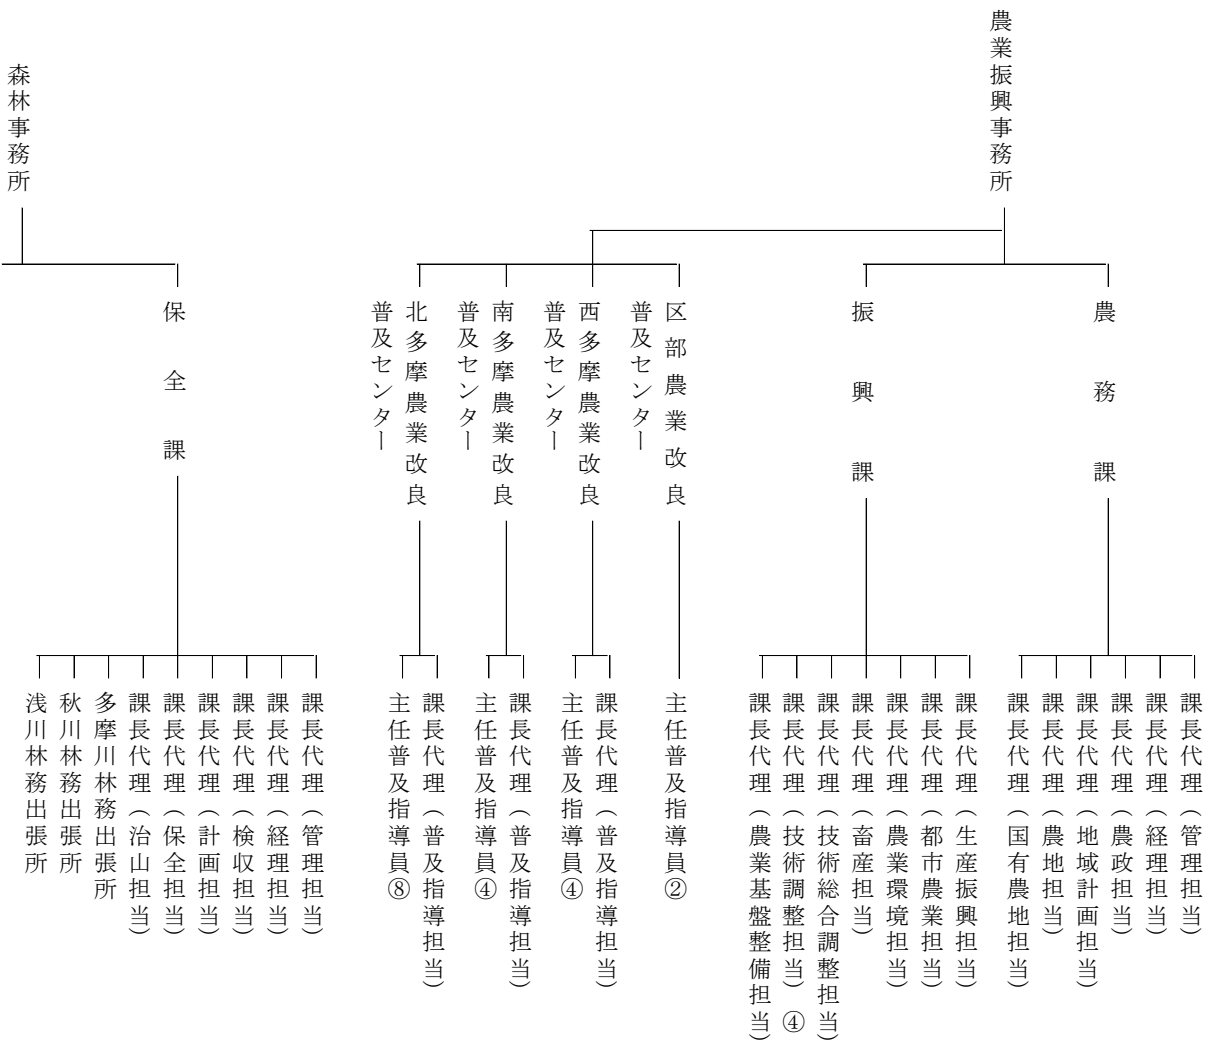 農業振興事務所
農務課
課長代理（管理担当）
課長代理（経理担当）
課長代理（農政担当）
課長代理（地域計画担当）
課長代理（農地担当）
課長代理（国有農地担当）
振興課
課長代理（生産振興担当）
課長代理（都市農業担当）
課長代理（農業環境担当）
課長代理（畜産担当）
課長代理（技術総合調整担当）
課長代理（技術調整担当）④
課長代理（農業基盤整備担当）
区部農業改良
普及センター
主任普及指導員②
西多摩農業改良
普及センター
課長代理（普及指導担当）
主任普及指導員④
南多摩農業改良
普及センター
課長代理（普及指導担当）
主任普及指導員④
北多摩農業改良
普及センター
課長代理（普及指導担当）
主任普及指導員⑧
森林事務所
保全課
課長代理（管理担当）
課長代理（経理担当）
課長代理（検収担当）
課長代理（計画担当）
課長代理（保全担当）
課長代理（治山担当）
多摩川林務出張所
秋川林務出張所
浅川林務出張所